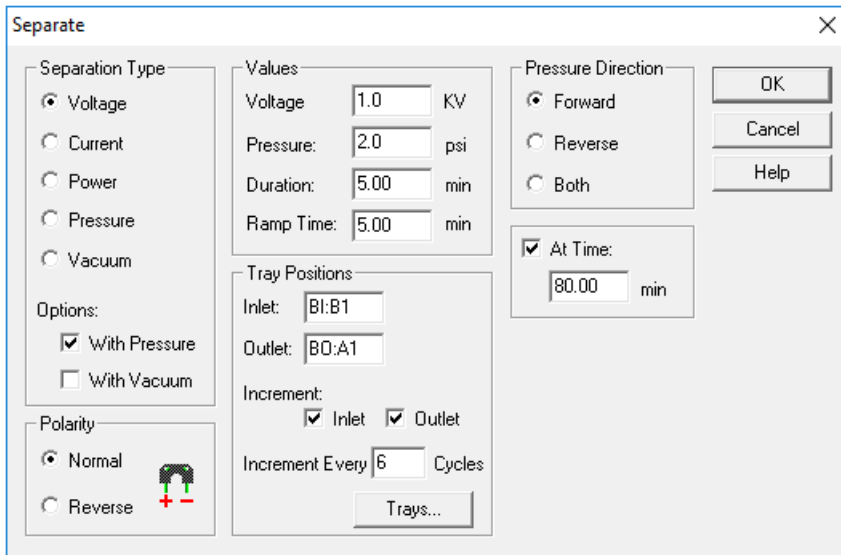 Separate
Separation Type
Voltage
Current
Power
Pressure
Vacuum
Options:
With Pressure
With Vacuum
Polarity
Normal
Reverse
+ −
Values
Voltage 1.0 KV
Pressure: 2.0 psi
Duration: 5.00 min
Ramp Time: 5.00 min
Tray Positions
Inlet: BI:B1
Outlet: BO:A1
Increment:
Inlet Outlet
Increment Every 6 Cycles
Trays...
Pressure Direction
Forward
Reverse
Both
At Time:
80.00 min
OK
Cancel
Help